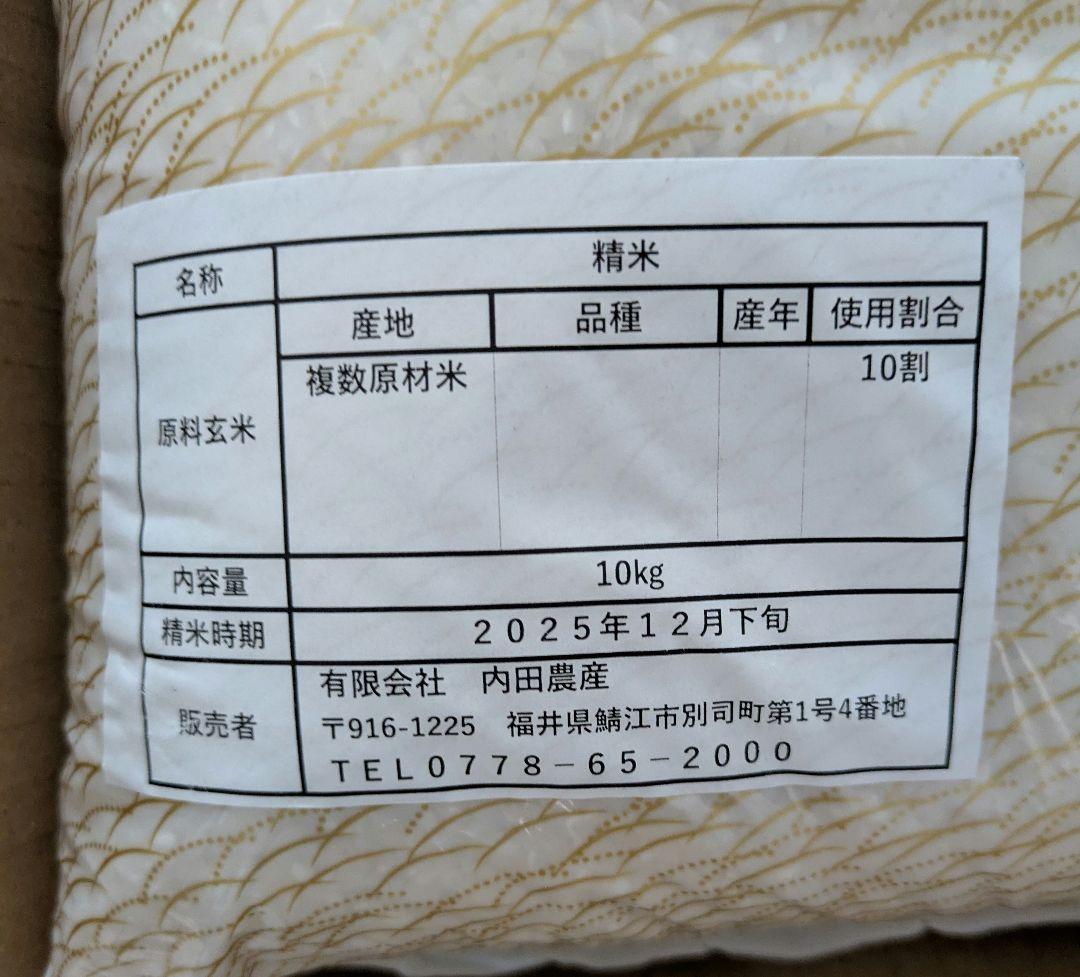 名称 精米
原料玄米 産地 品種 産年 使用割合
複数原材米 10割
内容量 10kg
精米時期 2025年12月下旬
販売者 有限会社 内田農産
〒916-1225 福井県鯖江市別司町第1号4番地
TEL0778-65-2000